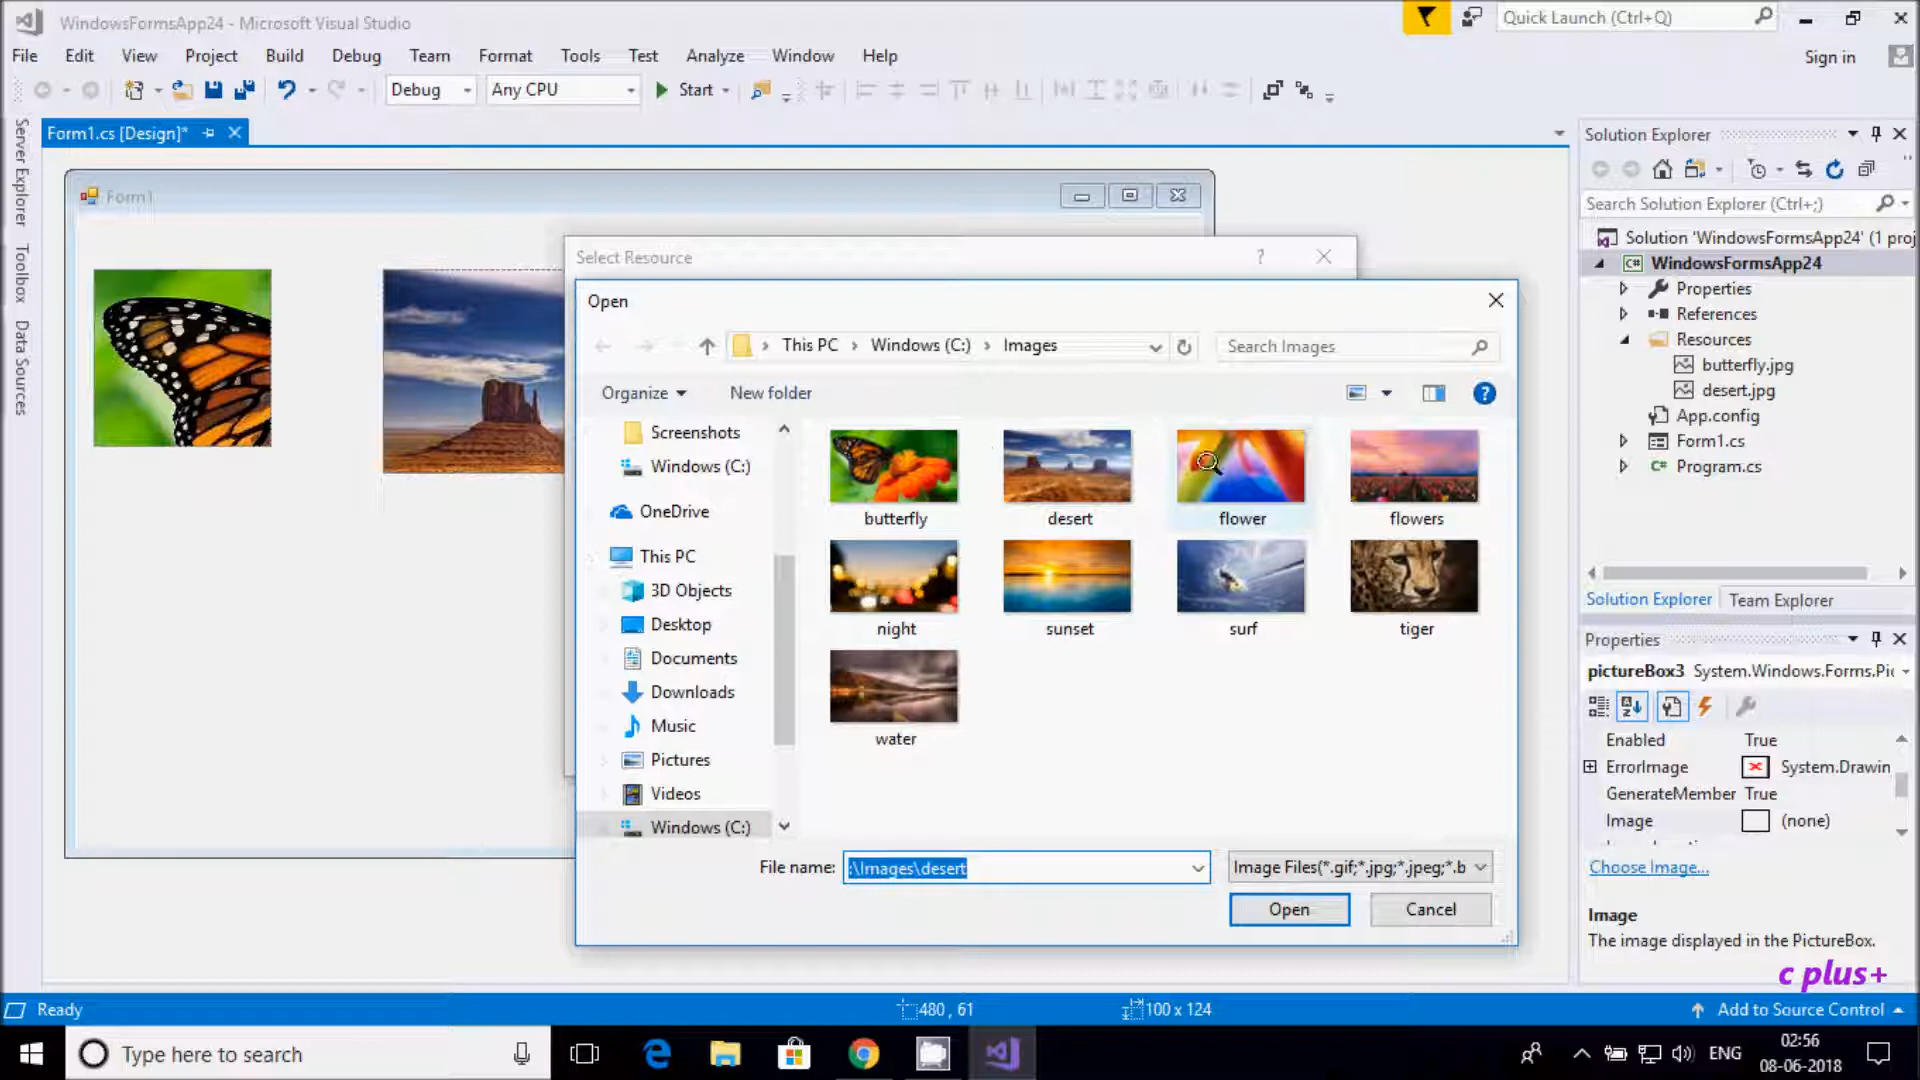 WindowsFormsApp24 - Microsoft Visual Studio
Quick Launch (Ctrl+Q)
File Edit View Project Build Debug Team Format Tools Test Analyze Window Help
Sign in
Debug Any CPU Start
Form1.cs [Design]*
Server Explorer
Toolbox
Data Sources
Form1
Select Resource
?
Open
This PC > Windows (C:) > Images
Search Images
Organize New folder
?
Screenshots
Windows (C:)
OneDrive
This PC
3D Objects
Desktop
Documents
Downloads
Music
Pictures
Videos
Windows (C:)
butterfly desert flower flowers
night sunset surf tiger
water
File name: :\Images\desert Image Files(*.gif;*.jpg;*.jpeg;*.b
Open Cancel
Solution Explorer
Search Solution Explorer (Ctrl+;)
Solution 'WindowsFormsApp24' (1 proj
C# WindowsFormsApp24
Properties
References
Resources
butterfly.jpg
desert.jpg
App.config
Form1.cs
C# Program.cs
Solution Explorer Team Explorer
Properties
pictureBox3 System.Windows.Forms.Pi
Enabled True
ErrorImage System.Drawin
GenerateMember True
Image (none)
Choose Image...
Image
The image displayed in the PictureBox.
c plus+
Ready 480 , 61 100 x 124 Add to Source Control
Type here to search
ENG
02:56
08-06-2018